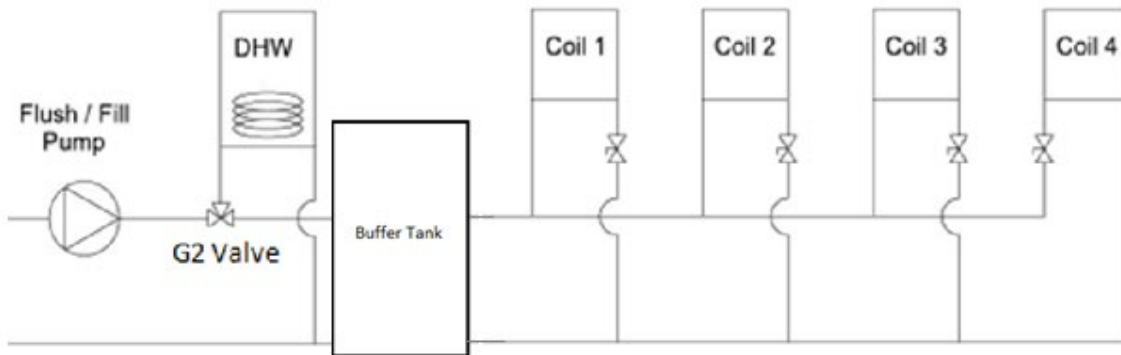 DHW
Coil 1
Coil 2
Coil 3
Coil 4
Flush / Fill
Pump
Buffer Tank
G2 Valve